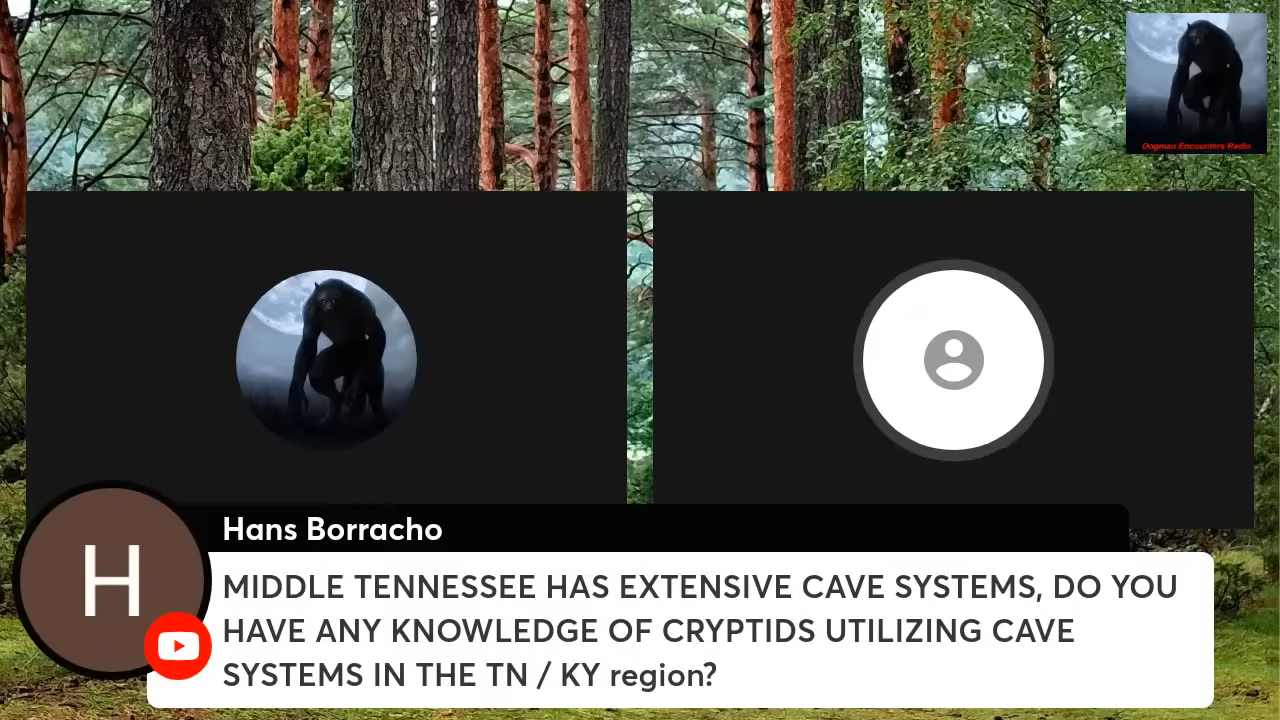 Dogman Encounters Radio
Hans Borracho
H
MIDDLE TENNESSEE HAS EXTENSIVE CAVE SYSTEMS, DO YOU
HAVE ANY KNOWLEDGE OF CRYPTIDS UTILIZING CAVE
SYSTEMS IN THE TN / KY region?